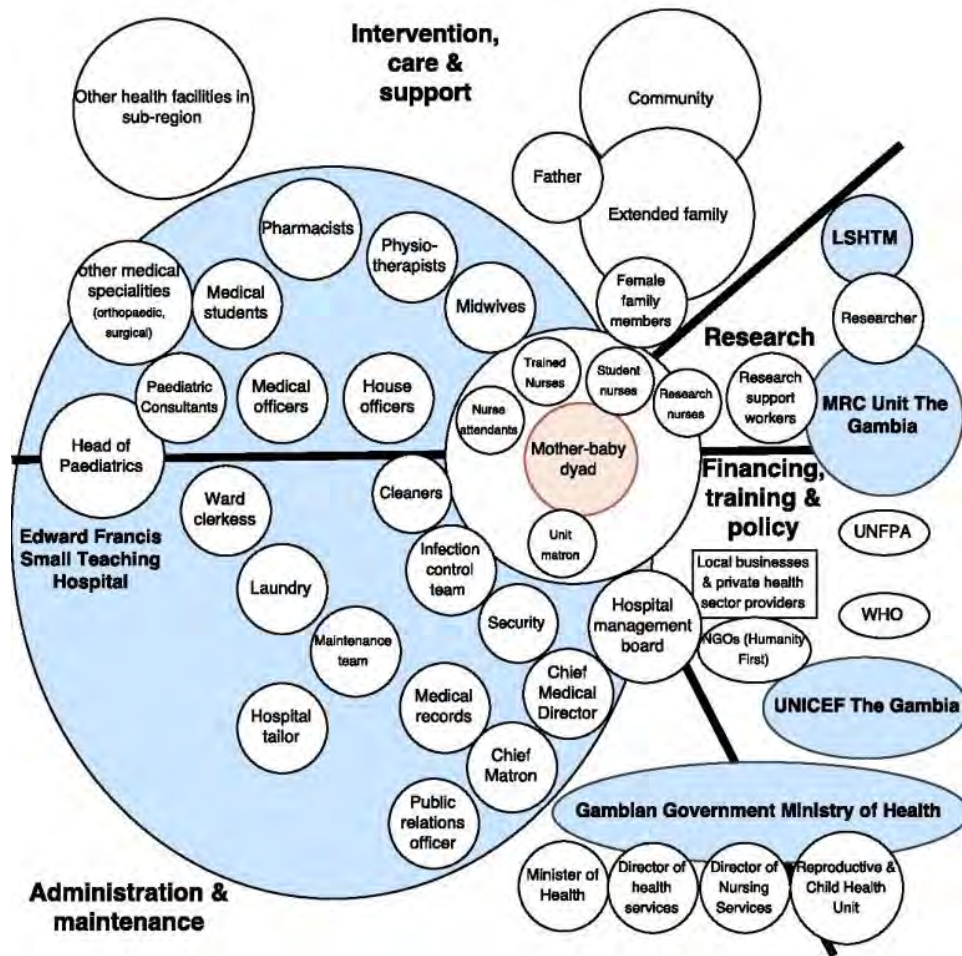 Intervention,
care &
support
Other health facilities in
sub-region
Community
Father
Extended family
Female
family
members
Pharmacists
Physio-
therapists
Midwives
Other medical
specialities
(orthopaedic,
surgical)
Medical
students
Paediatric
Consultants
Medical
officers
House
officers
Head of
Paediatrics
Trained
Nurses
Student
nurses
Nurse
attendants
Mother-baby
dyad
Unit
matron
Research
nurses
Research
Research
support
workers
LSHTM
Researcher
MRC Unit The
Gambia
Financing,
training &
policy
UNFPA
Local businesses
& private health
sector providers
WHO
NGOs (Humanity
First)
UNICEF The Gambia
Edward Francis
Small Teaching
Hospital
Ward
clerkess
Cleaners
Infection
control
team
Laundry
Security
Hospital
management
board
Maintenance
team
Medical
records
Chief
Medical
Director
Hospital
tailor
Chief
Matron
Public
relations
officer
Gambian Government Ministry of Health
Minister of
Health
Director of
health
services
Director of
Nursing
Services
Reproductive &
Child Health
Unit
Administration &
maintenance